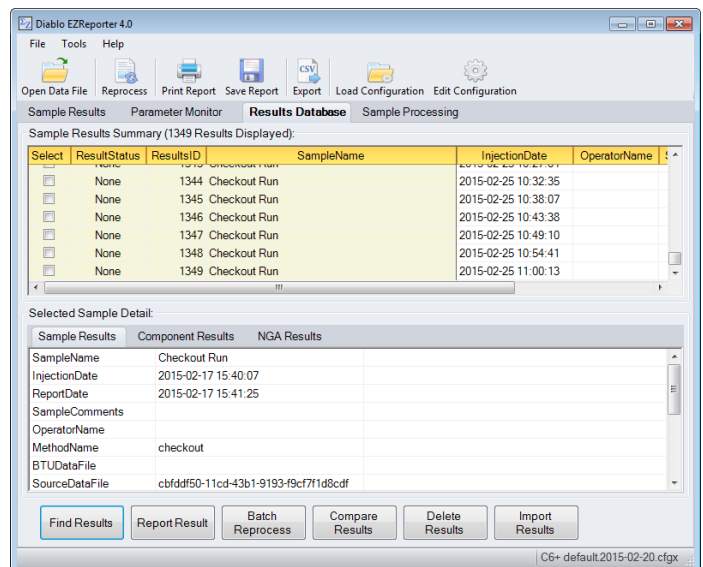 Diablo EZReporter 4.0
File Tools Help
Open Data File Reprocess Print Report Save Report CSV Export Load Configuration Edit Configuration
Sample Results Parameter Monitor Results Database Sample Processing
Sample Results Summary (1349 Results Displayed):
Select ResultStatus ResultsID SampleName InjectionDate OperatorName
None 1344 Checkout Run 2015-02-25 10:32:35
None 1345 Checkout Run 2015-02-25 10:38:07
None 1346 Checkout Run 2015-02-25 10:43:38
None 1347 Checkout Run 2015-02-25 10:49:10
None 1348 Checkout Run 2015-02-25 10:54:41
None 1349 Checkout Run 2015-02-25 11:00:13
Selected Sample Detail:
Sample Results Component Results NGA Results
SampleName Checkout Run
InjectionDate 2015-02-17 15:40:07
ReportDate 2015-02-17 15:41:25
SampleComments
OperatorName
MethodName checkout
BTUDataFile
SourceDataFile cbfddf50-11cd-43b1-9193-f9cf7f1d8cdf
Find Results Report Result Batch Reprocess Compare Results Delete Results Import Results
C6+ default.2015-02-20.cfgx